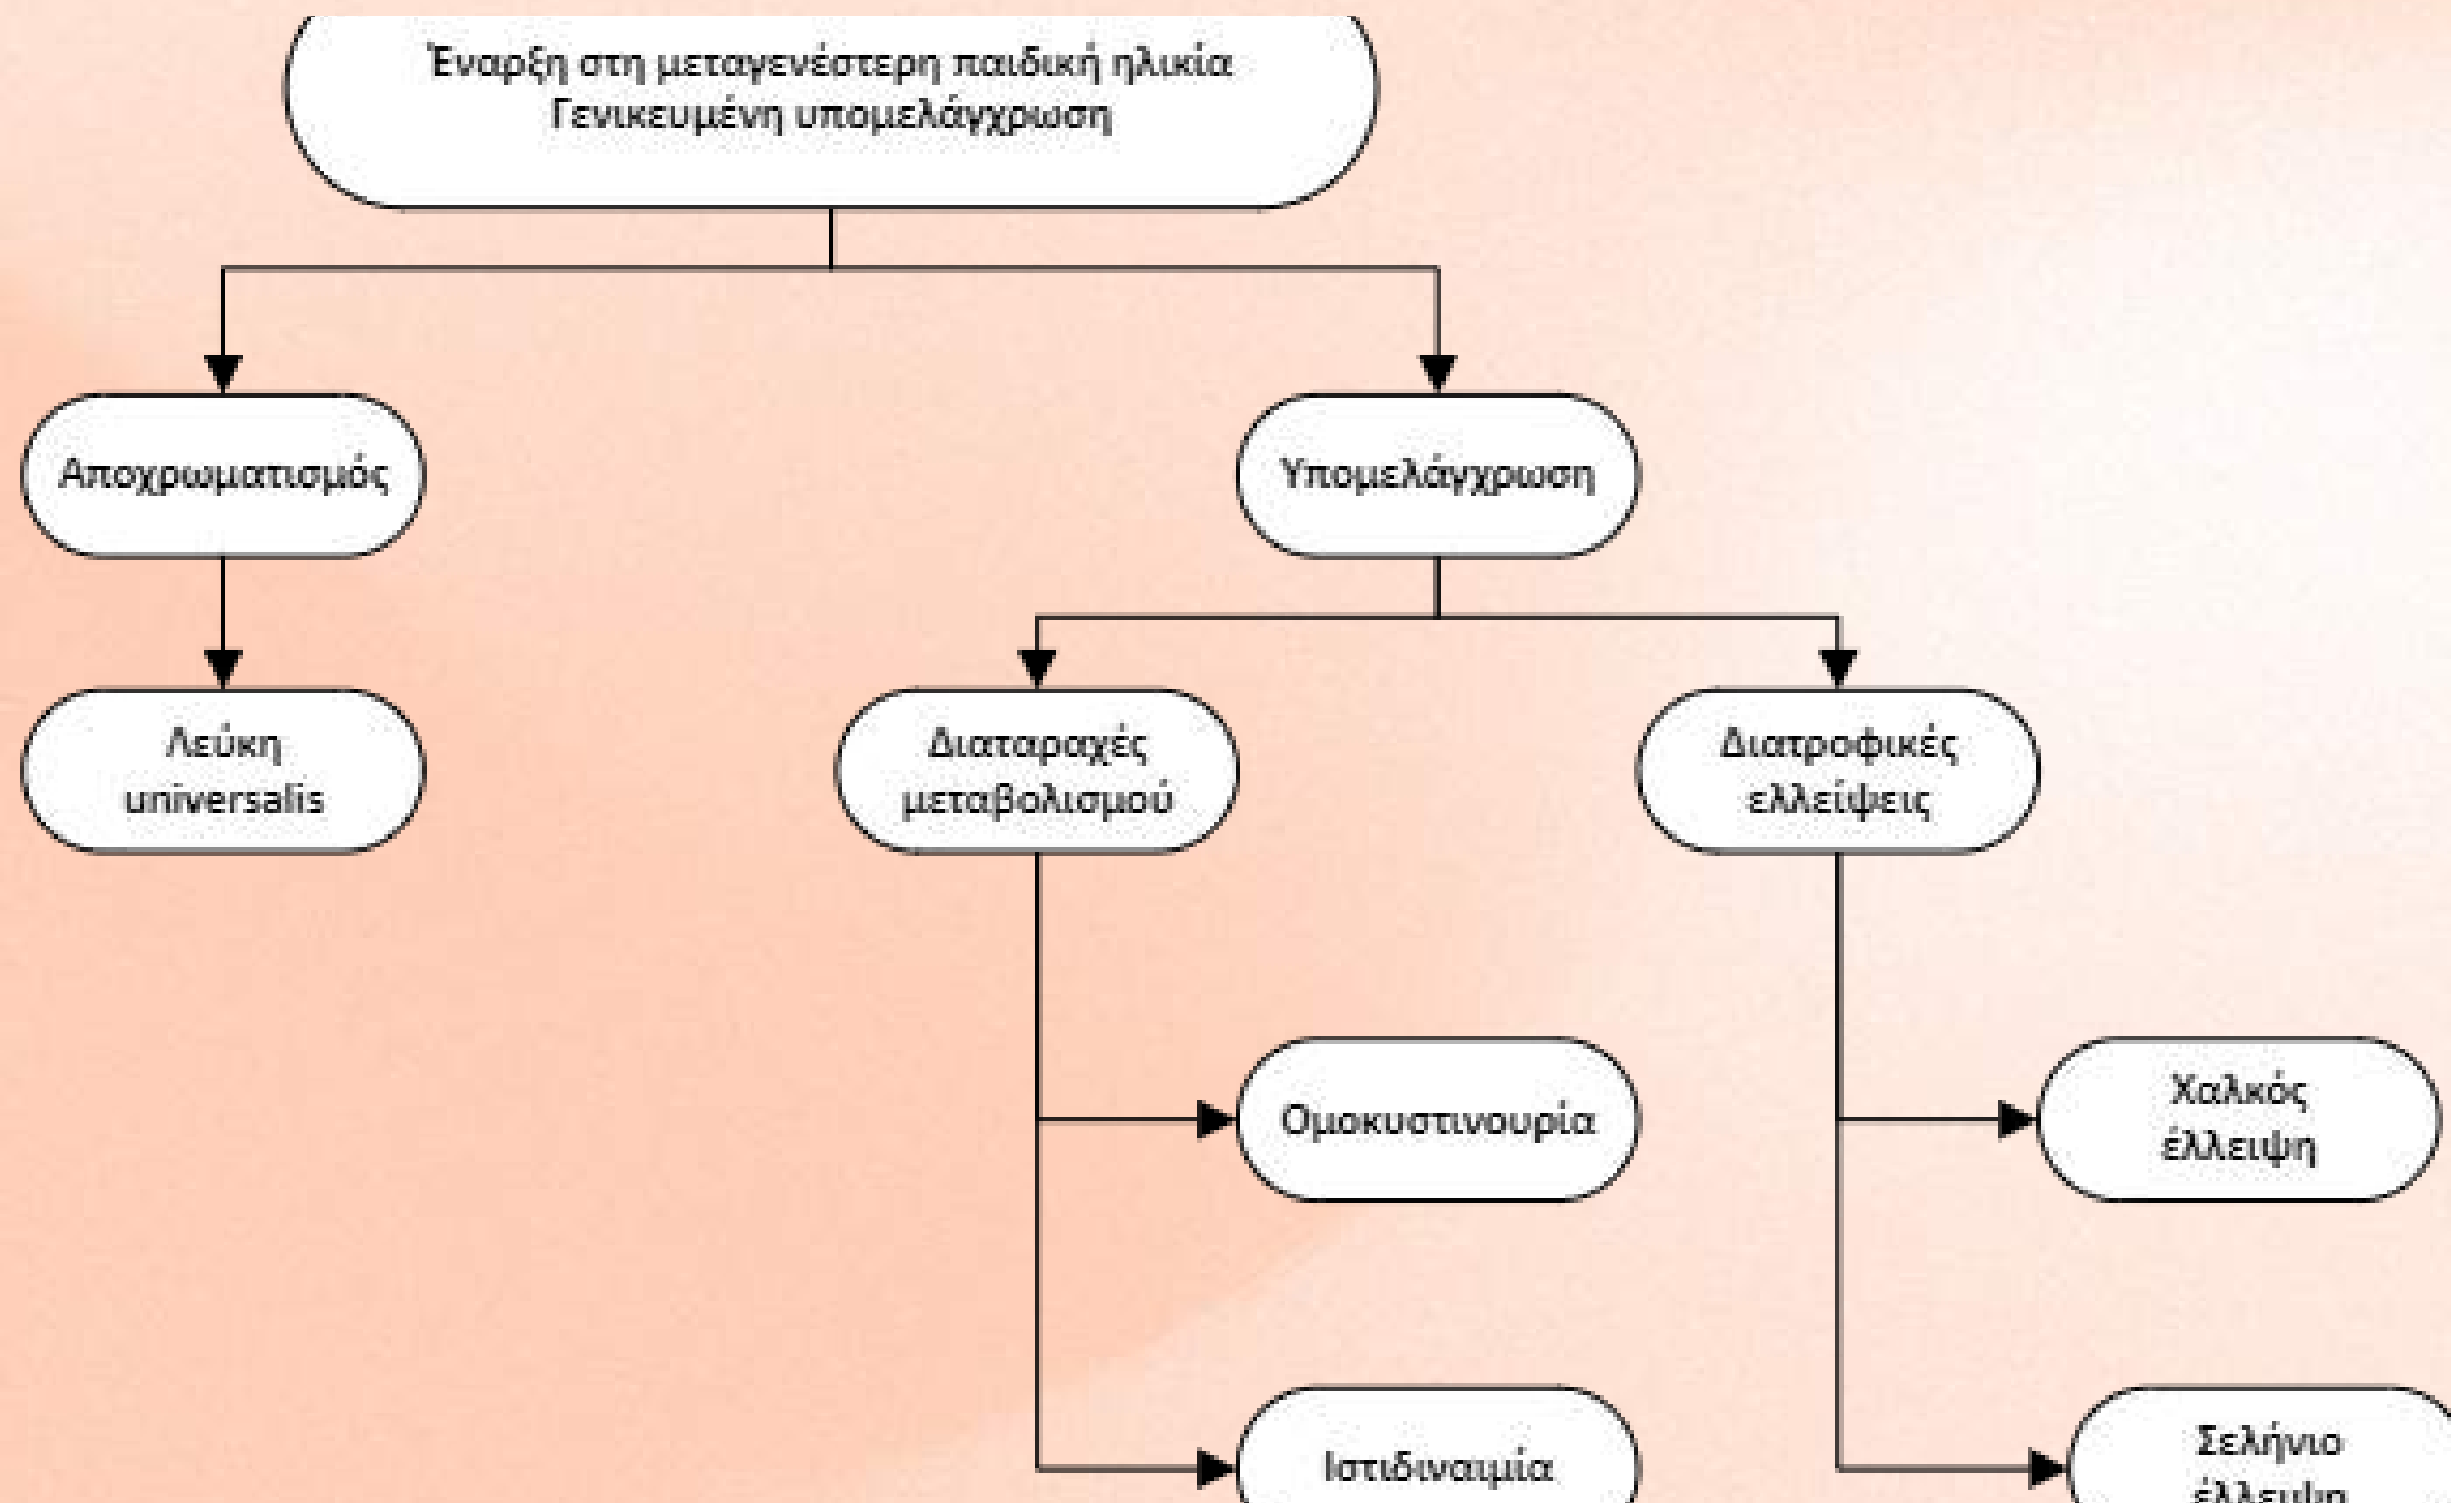 Έναρξη στη μεταγενέστερη παιδική ηλικία
Γενικευμένη υπομελάγχρωση
Αποχρωματισμός
Υπομελάγχρωση
Λεύκη
universalis
Διαταραχές
μεταβολισμού
Διατροφικές
ελλείψεις
Ομοκυστινουρία
Χαλκός
έλλειψη
Ιστιδιναιμία
Σελήνιο
έλλειψη